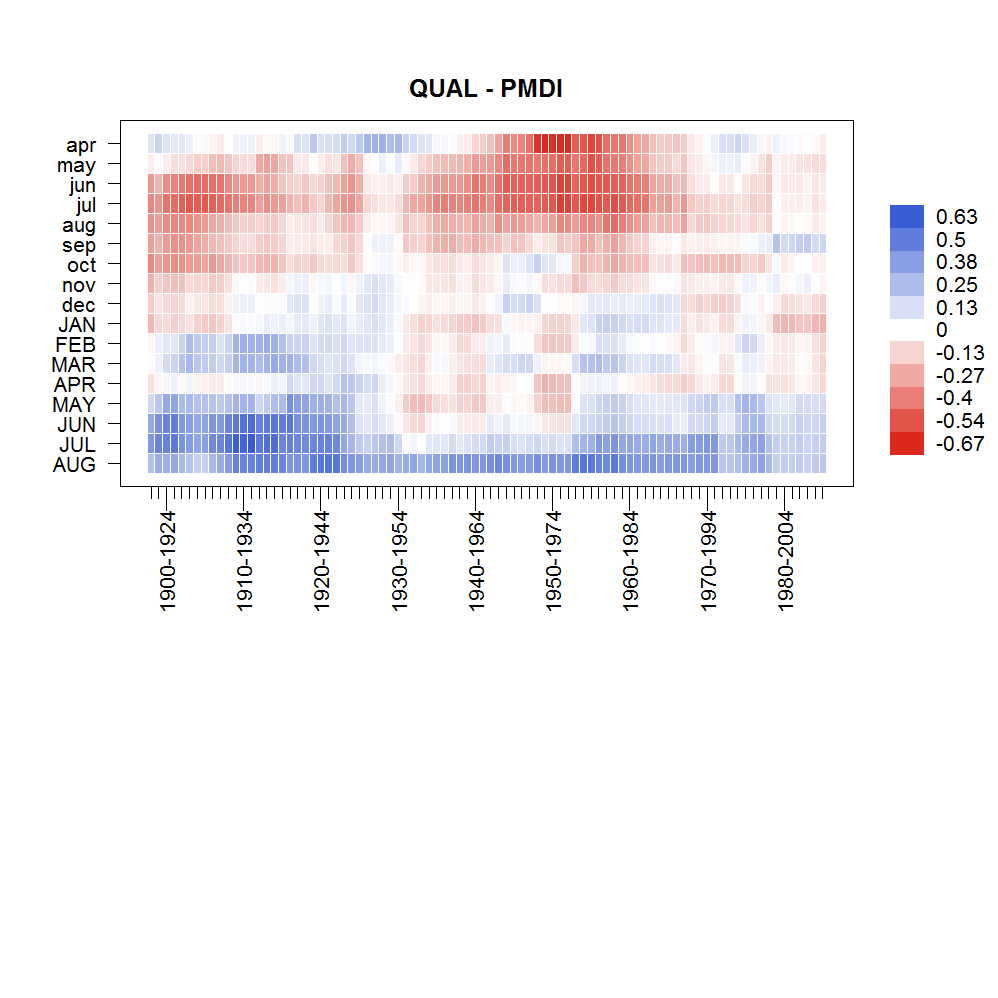 QUAL - PMDI
apr
may
jun
jul
aug
sep
oct
nov
dec
JAN
FEB
MAR
APR
MAY
JUN
JUL
AUG
1900-1924
1910-1934
1920-1944
1930-1954
1940-1964
1950-1974
1960-1984
1970-1994
1980-2004
0.63
0.5
0.38
0.25
0.13
0
-0.13
-0.27
-0.4
-0.54
-0.67